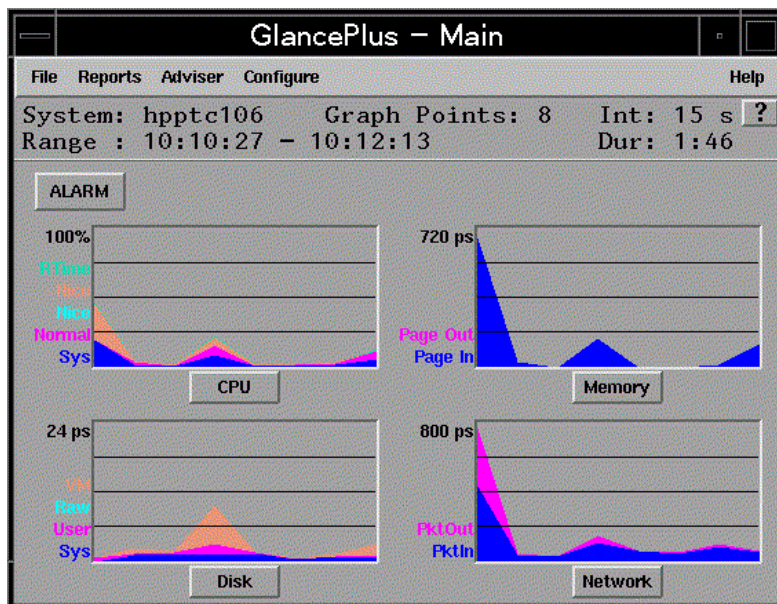 GlancePlus - Main
File Reports Adviser Configure Help
System: hpptc106 Graph Points: 8 Int: 15 s ?
Range : 10:10:27 - 10:12:13 Dur: 1:46
ALARM
100%
RTime
Nice
Nice
Normal
Sys
CPU
720 ps
Page Out
Page In
Memory
24 ps
VM
Raw
User
Sys
Disk
800 ps
PktOut
PktIn
Network